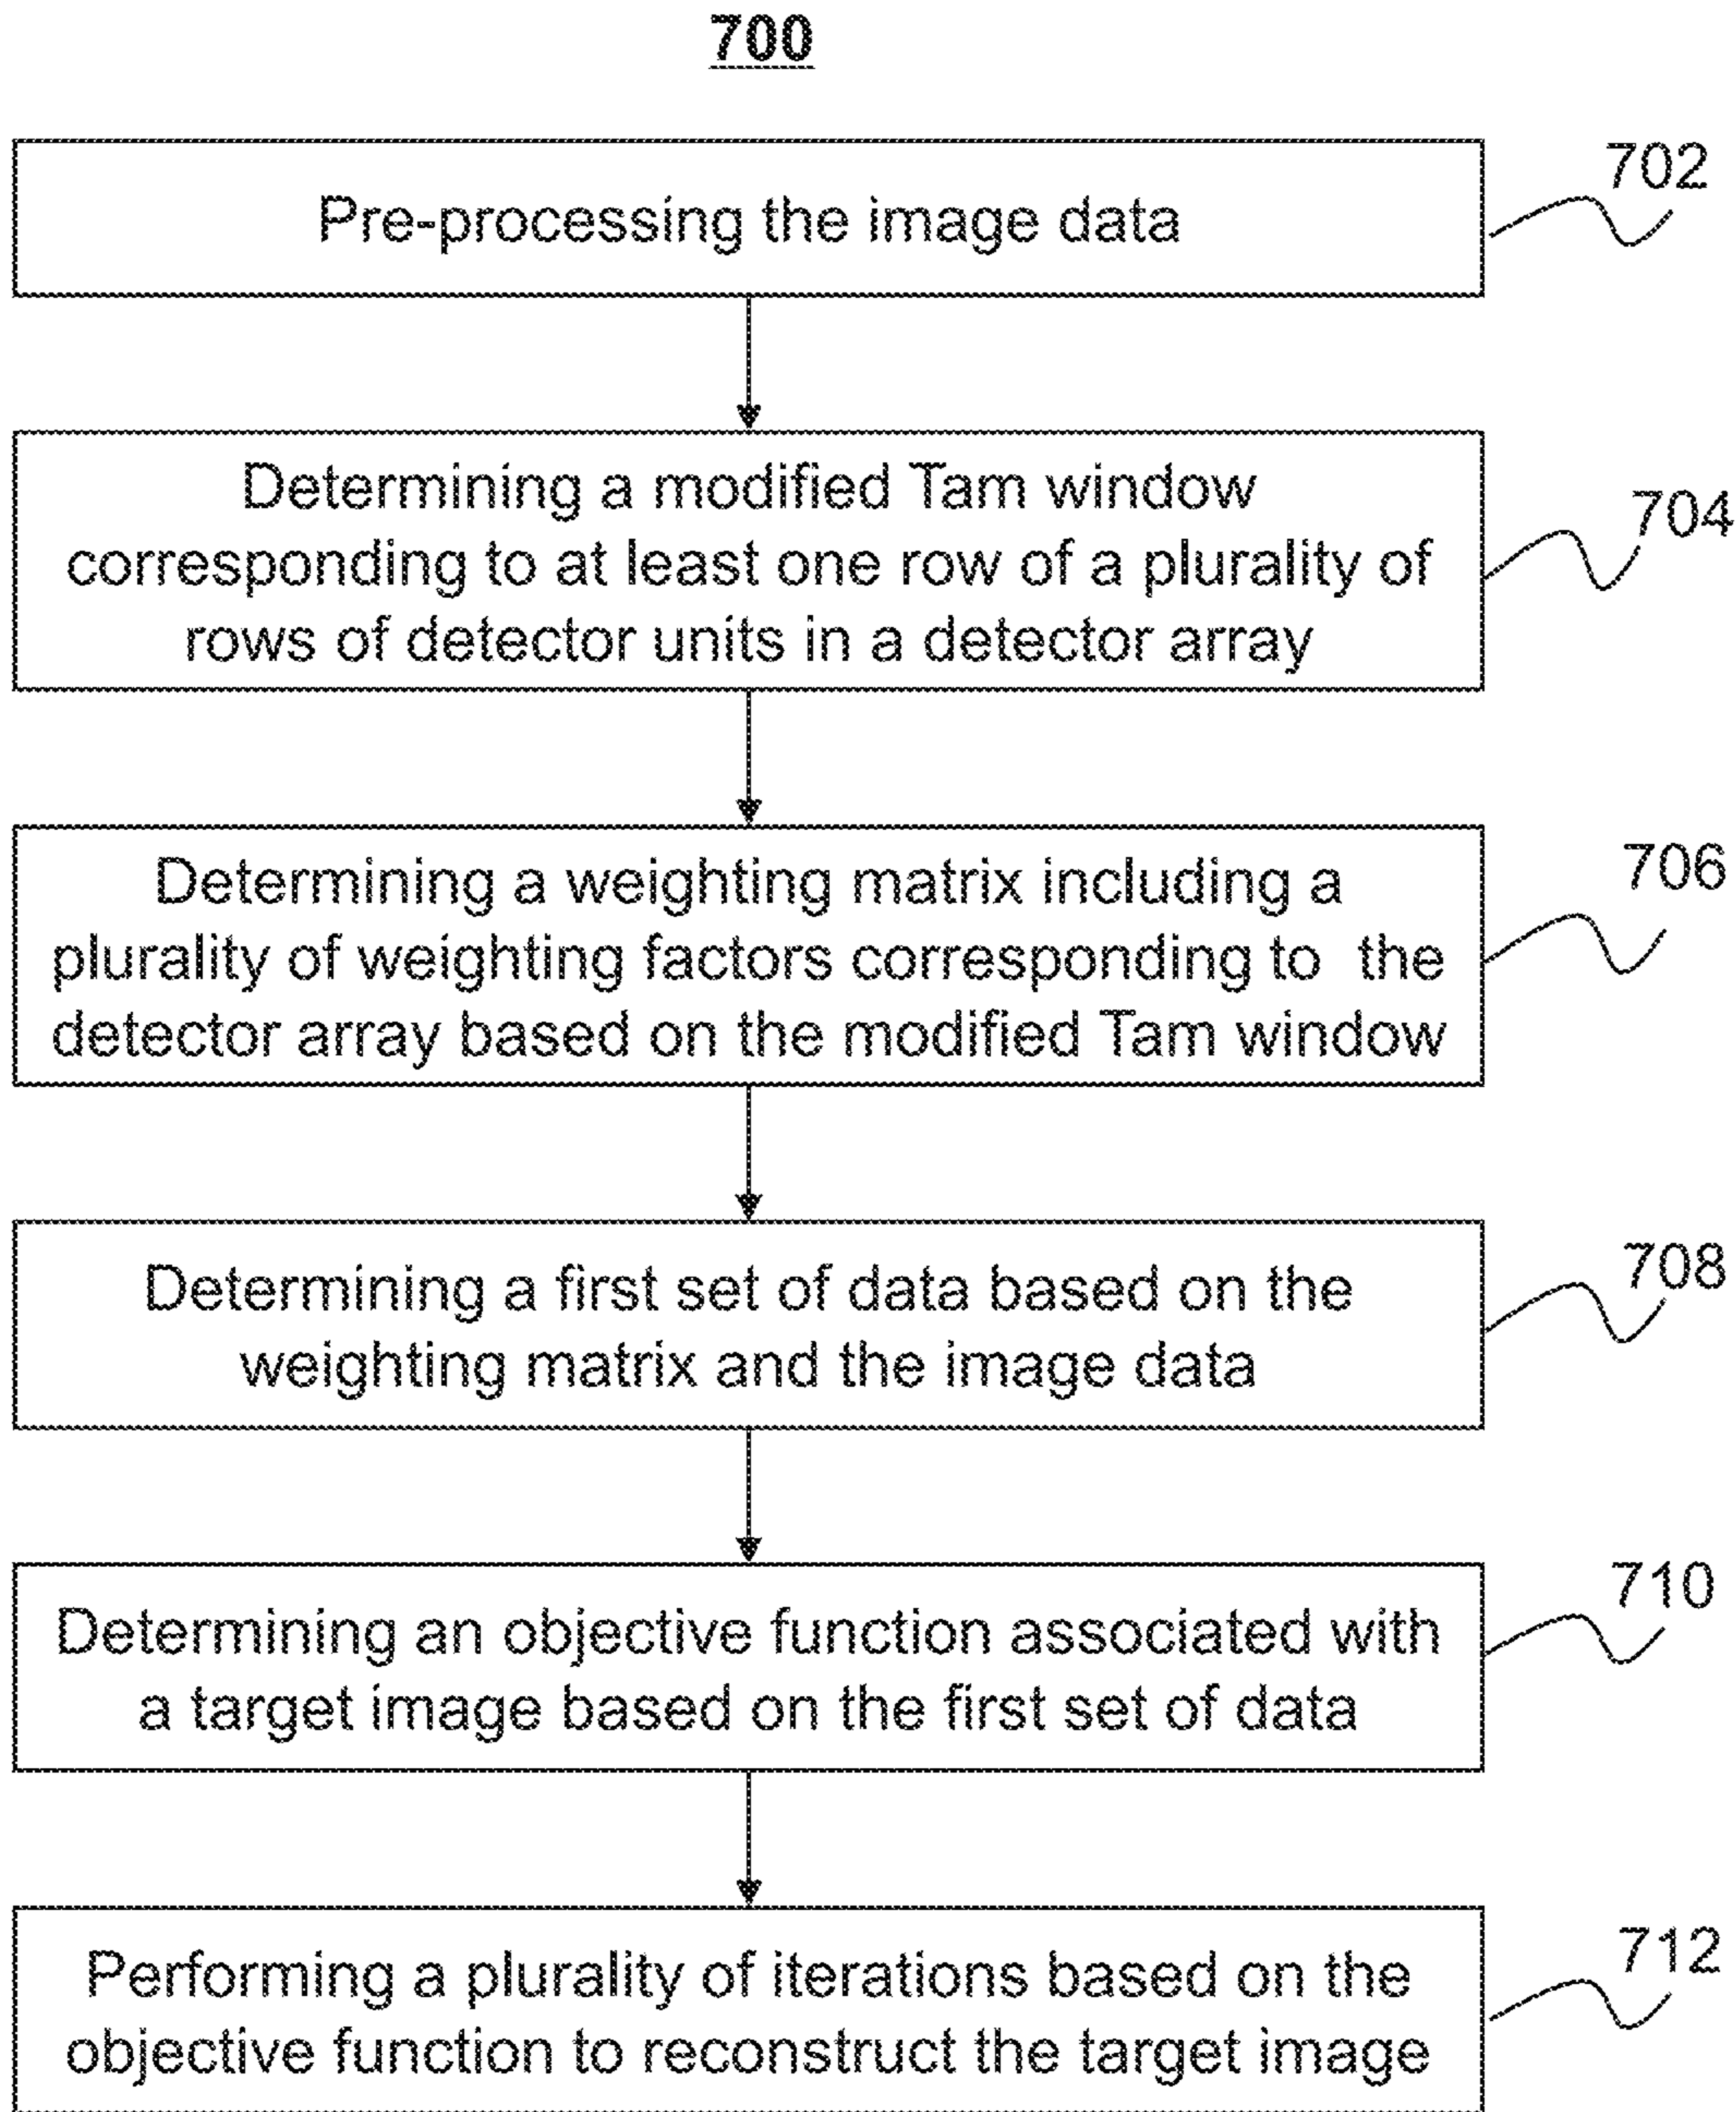 700
Pre-processing the image data
702
Determining a modified Tam window
corresponding to at least one row of a plurality of
rows of detector units in a detector array
704
Determining a weighting matrix including a
plurality of weighting factors corresponding to the
detector array based on the modified Tam window
706
Determining a first set of data based on the
weighting matrix and the image data
708
Determining an objective function associated with
a target image based on the first set of data
710
Performing a plurality of iterations based on the
objective function to reconstruct the target image
712